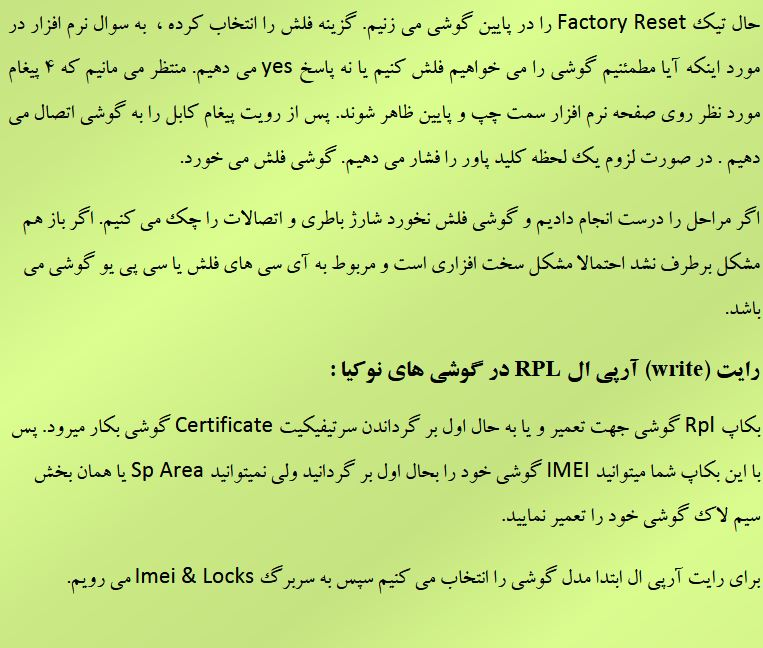 حال تیک Factory Reset را در پایین گوشی می زنیم. گزینه فلش را انتخاب کرده ، به سوال نرم افزار در
مورد اینکه آیا مطمئنیم گوشی را می خواهیم فلش کنیم یا نه پاسخ yes می دهیم. منتظر می مانیم که ۴ پیغام
مورد نظر روی صفحه نرم افزار سمت چپ و پایین ظاهر شوند. پس از رویت پیغام کابل را به گوشی اتصال می
دهیم . در صورت لزوم یک لحظه کلید پاور را فشار می دهیم. گوشی فلش می خورد.
اگر مراحل را درست انجام دادیم و گوشی فلش نخورد شارژ باطری و اتصالات را چک می کنیم. اگر باز هم
مشکل برطرف نشد احتمالا مشکل سخت افزاری است و مربوط به آی سی های فلش یا سی پی یو گوشی می
باشد.
رایت (write) آرپی ال RPL در گوشی های نوکیا :
بکاپ Rpl گوشی جهت تعمیر و یا به حال اول بر گرداندن سرتیفیکیت Certificate گوشی بکار میرود. پس
با این بکاپ شما میتوانید IMEI گوشی خود را بحال اول بر گردانید ولی نمیتوانید Sp Area یا همان بخش
سیم لاک گوشی خود را تعمیر نمایید.
برای رایت آرپی ال ابتدا مدل گوشی را انتخاب می کنیم سپس به سربرگ Imei & Locks می رویم.